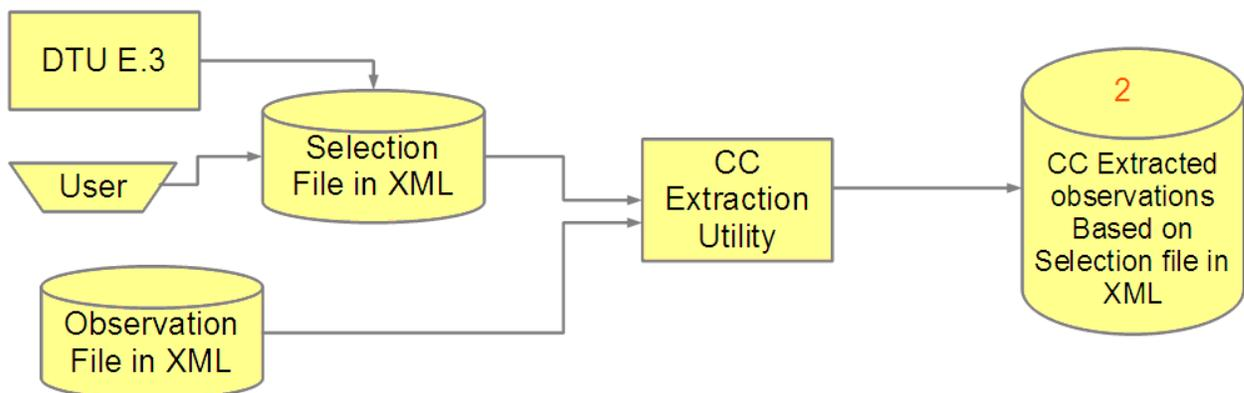 DTU E.3
User
Selection
File in XML
Observation
File in XML
CC
Extraction
Utility
2
CC Extracted
observations
Based on
Selection file in
XML